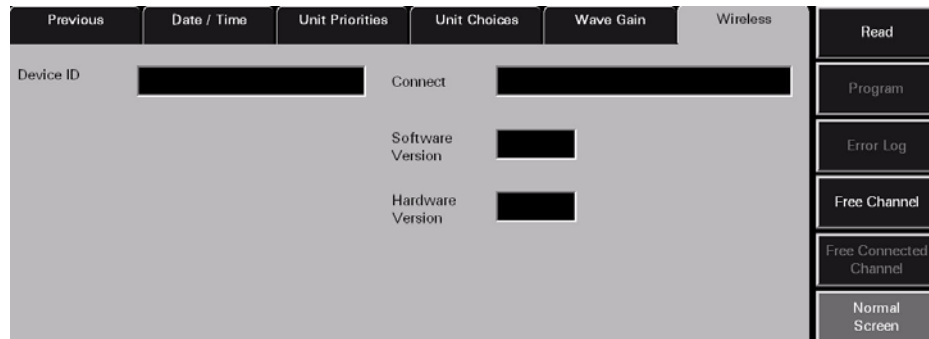 Previous
Date / Time
Unit Priorities
Unit Choices
Wave Gain
Wireless
Device ID
Connect
Software
Version
Hardware
Version
Read
Program
Error Log
Free Channel
Free Connected
Channel
Normal
Screen